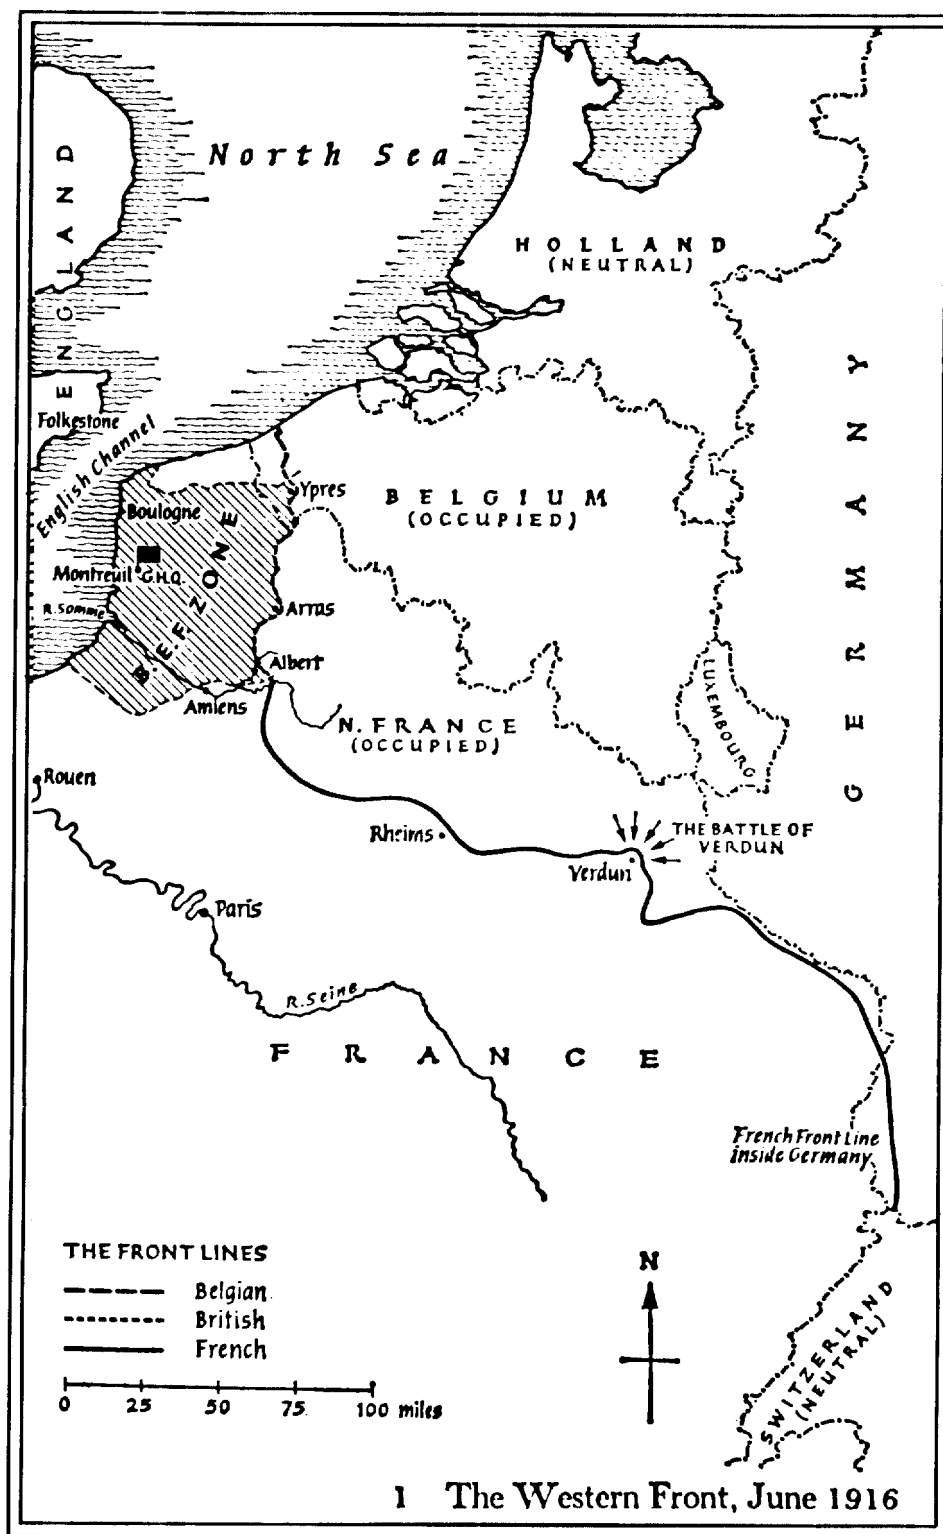 North Sea
ENGLAND
HOLLAND
(NEUTRAL)
GERMANY
Folkestone
English Channel
Ypres
BELGIUM
(OCCUPIED)
Boulogne
Montreuil G.H.Q.
B.E.F. ZONE
R. Somme
Arras
Albert
Amiens
LUXEMBOURG
N. FRANCE
(OCCUPIED)
Rouen
Rheims
THE BATTLE OF
VERDUN
Verdun
Paris
R. Seine
FRANCE
French Front Line
inside Germany
THE FRONT LINES
Belgian
British
French
0 25 50 75 100 miles
N
SWITZERLAND
(NEUTRAL)
1 The Western Front, June 1916